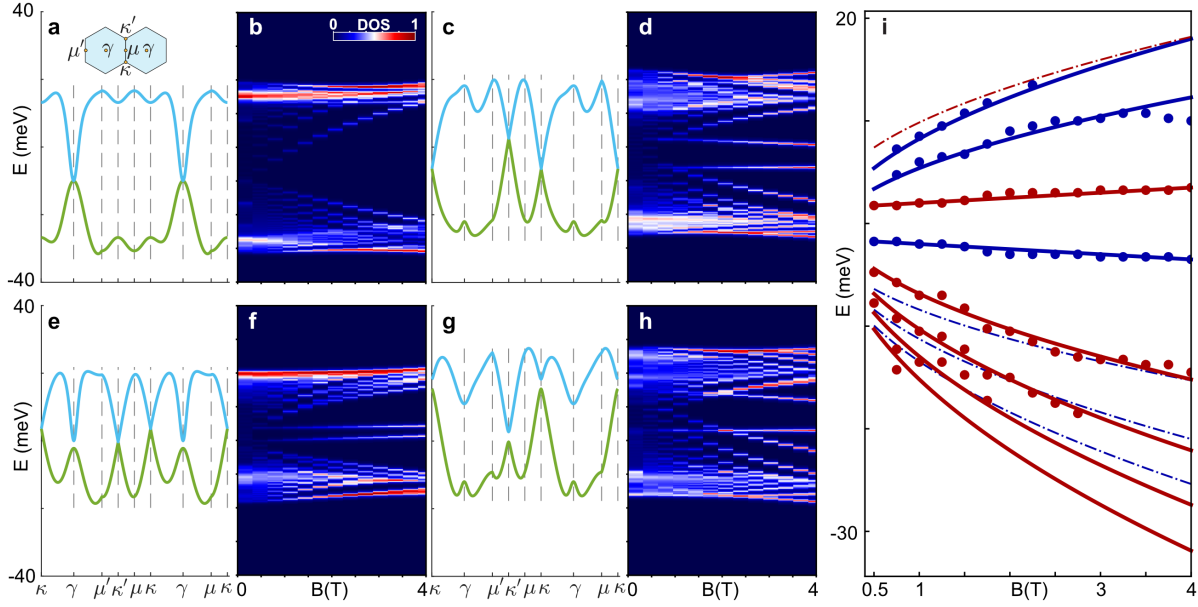 40
a
κ'
μ'
γ
μ
γ
κ
b
0 DOS 1
c
d
E (meV)
-40
40
e
f
g
h
E (meV)
-40
κ γ μ' κ' μ κ γ μ κ
0 B(T) 4
κ γ μ' κ' μ κ γ μ κ
0 B(T) 4
20
i
E (meV)
-30
0.5 1 B(T) 3 4